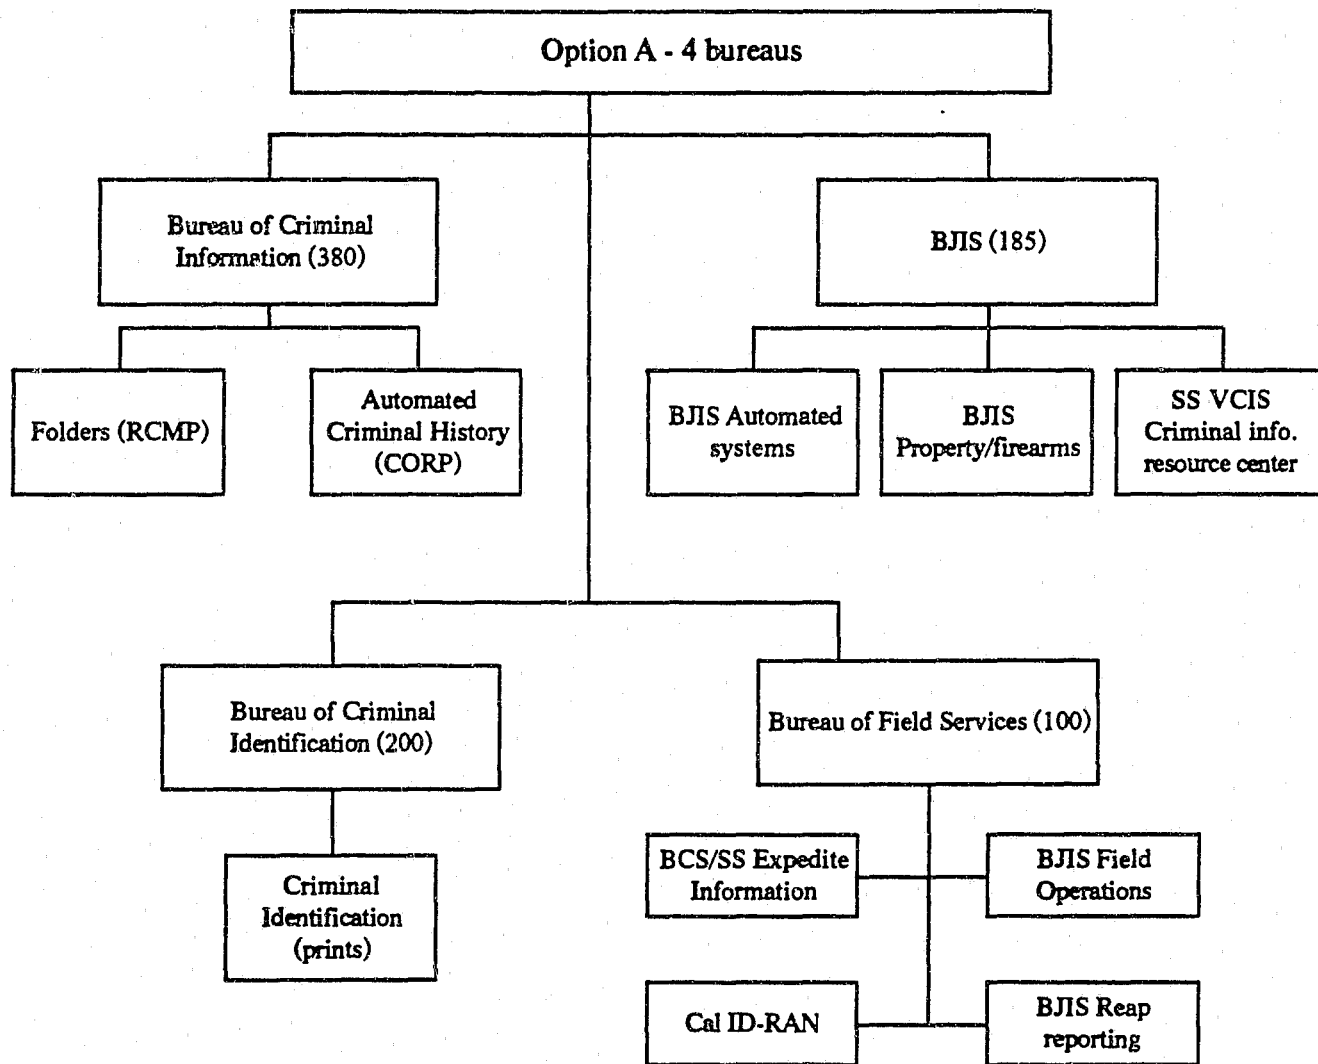 Option A - 4 bureaus
Bureau of Criminal
Information (380)
BJIS (185)
Folders (RCMP)
Automated
Criminal History
(CORP)
BJIS Automated
systems
BJIS
Property/firearms
SS VCIS
Criminal info.
resource center
Bureau of Criminal
Identification (200)
Bureau of Field Services (100)
Criminal
Identification
(prints)
BCS/SS Expedite
Information
BJIS Field
Operations
Cal ID-RAN
BJIS Reap
reporting